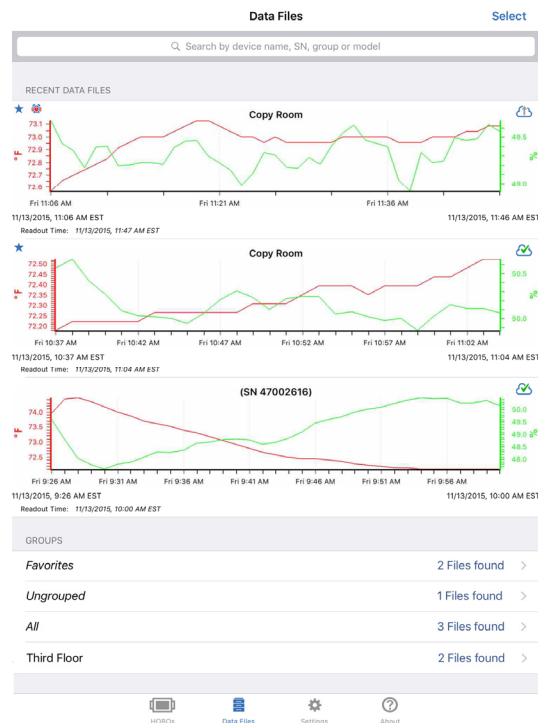 Data Files
Select
Search by device name, SN, group or model
RECENT DATA FILES
Copy Room
73.1
73.0
72.9
72.8
72.7
72.6
°F
49.5
49.0
%
Fri 11:06 AM Fri 11:21 AM Fri 11:36 AM
11/13/2015, 11:06 AM EST 11/13/2015, 11:46 AM EST
Readout Time: 11/13/2015, 11:47 AM EST
Copy Room
72.50
72.45
72.40
72.35
72.30
72.25
72.20
°F
50.5
50.0
%
Fri 10:37 AM Fri 10:42 AM Fri 10:47 AM Fri 10:52 AM Fri 10:57 AM Fri 11:02 AM
11/13/2015, 10:37 AM EST 11/13/2015, 11:04 AM EST
Readout Time: 11/13/2015, 11:04 AM EST
(SN 47002616)
74.0
73.5
73.0
72.5
°F
50.0
49.5
49.0
48.5
48.0
%
Fri 9:26 AM Fri 9:31 AM Fri 9:36 AM Fri 9:41 AM Fri 9:46 AM Fri 9:51 AM Fri 9:56 AM
11/13/2015, 9:26 AM EST 11/13/2015, 10:00 AM EST
Readout Time: 11/13/2015, 10:00 AM EST
GROUPS
Favorites 2 Files found
Ungrouped 1 Files found
All 3 Files found
Third Floor 2 Files found
HOBOs Data Files Settings About